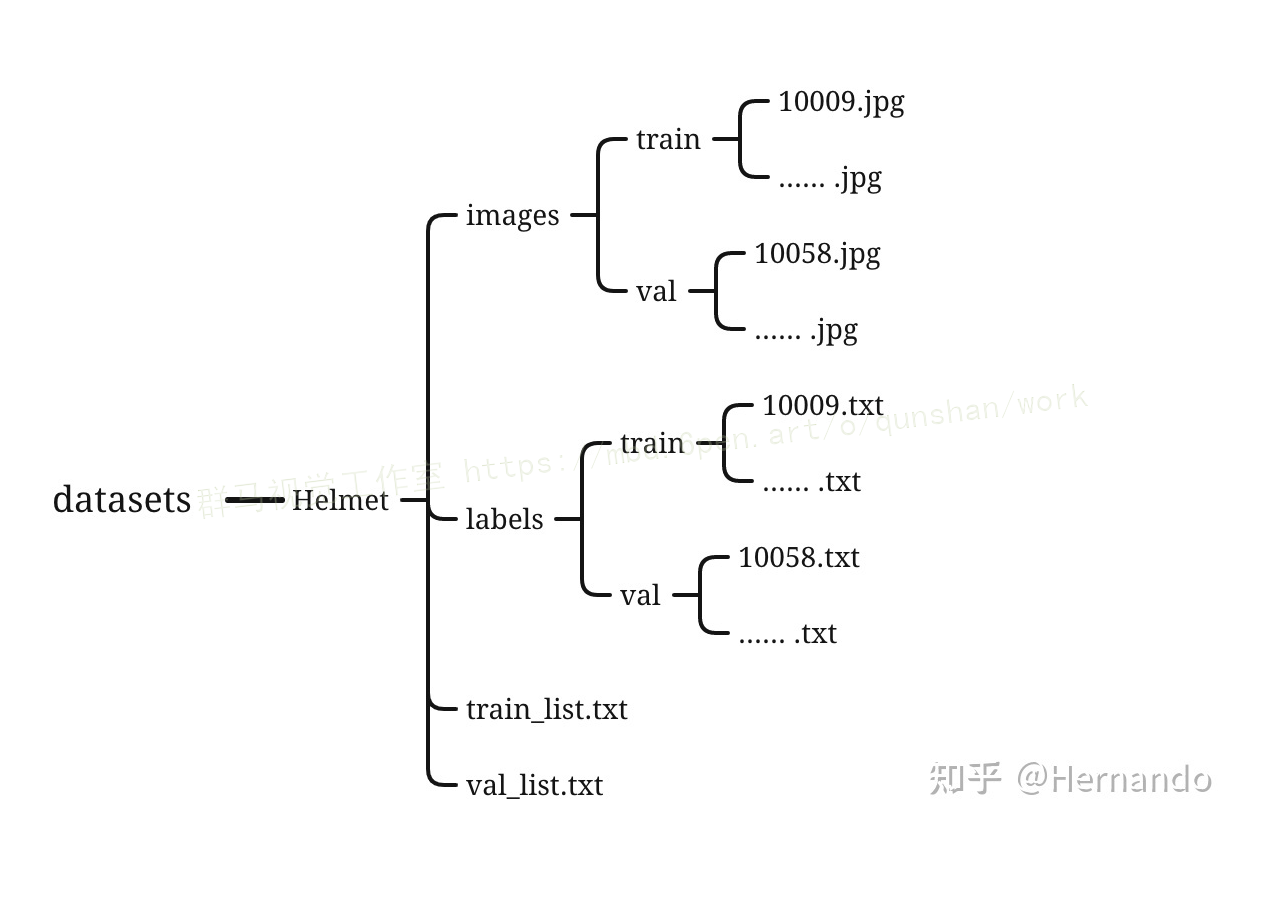 10009.jpg
train
...... .jpg
images
10058.jpg
val
...... .jpg
10009.txt
train
...... .txt
datasets
Helmet
labels
10058.txt
val
...... .txt
train_list.txt
val_list.txt
群马视觉工作室 https://mbd.6pen.art/o/qunshan/work
知乎 @Hernando